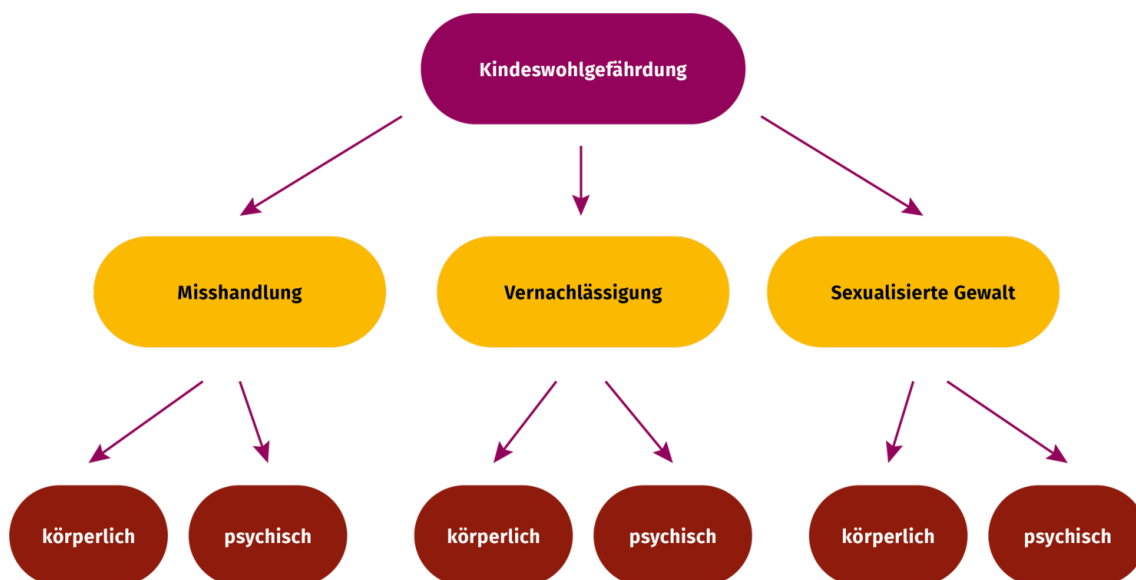 Kindeswohlgefährdung
Misshandlung
Vernachlässigung
Sexualisierte Gewalt
körperlich
psychisch
körperlich
psychisch
körperlich
psychisch